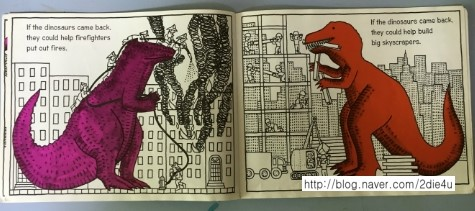 If the dinosaurs came back,
they could help firefighters
put out fires.
If the dinosaurs came back,
they could help build
big skyscrapers.
http://blog.naver.com/2die4u